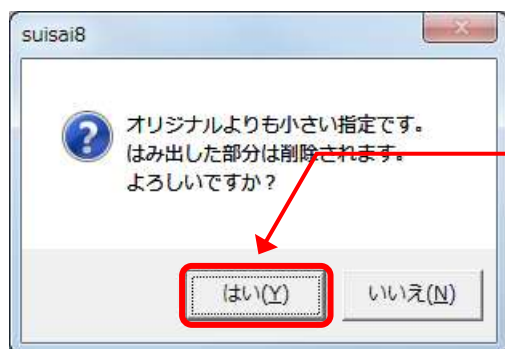 suisai8
オリジナルよりも小さい指定です。
はみ出した部分は削除されます。
よろしいですか？
はい(Y)
いいえ(N)